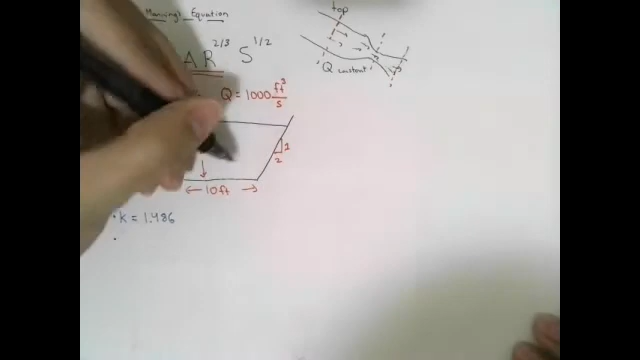 Manning's Equation
top
A R^2/3 S^1/2
Q constant
Q = 1000 ft³/s
1
2
10ft
• k = 1.486
•